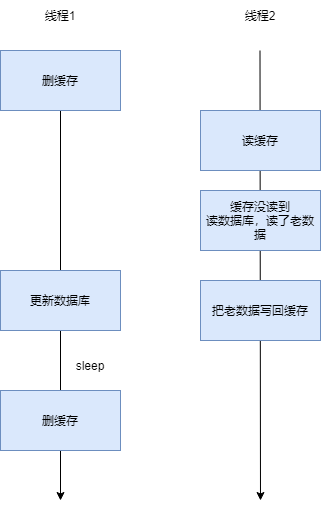 线程1
线程2
删缓存
读缓存
缓存没读到
读数据库，读了老数
据
更新数据库
把老数据写回缓存
sleep
删缓存